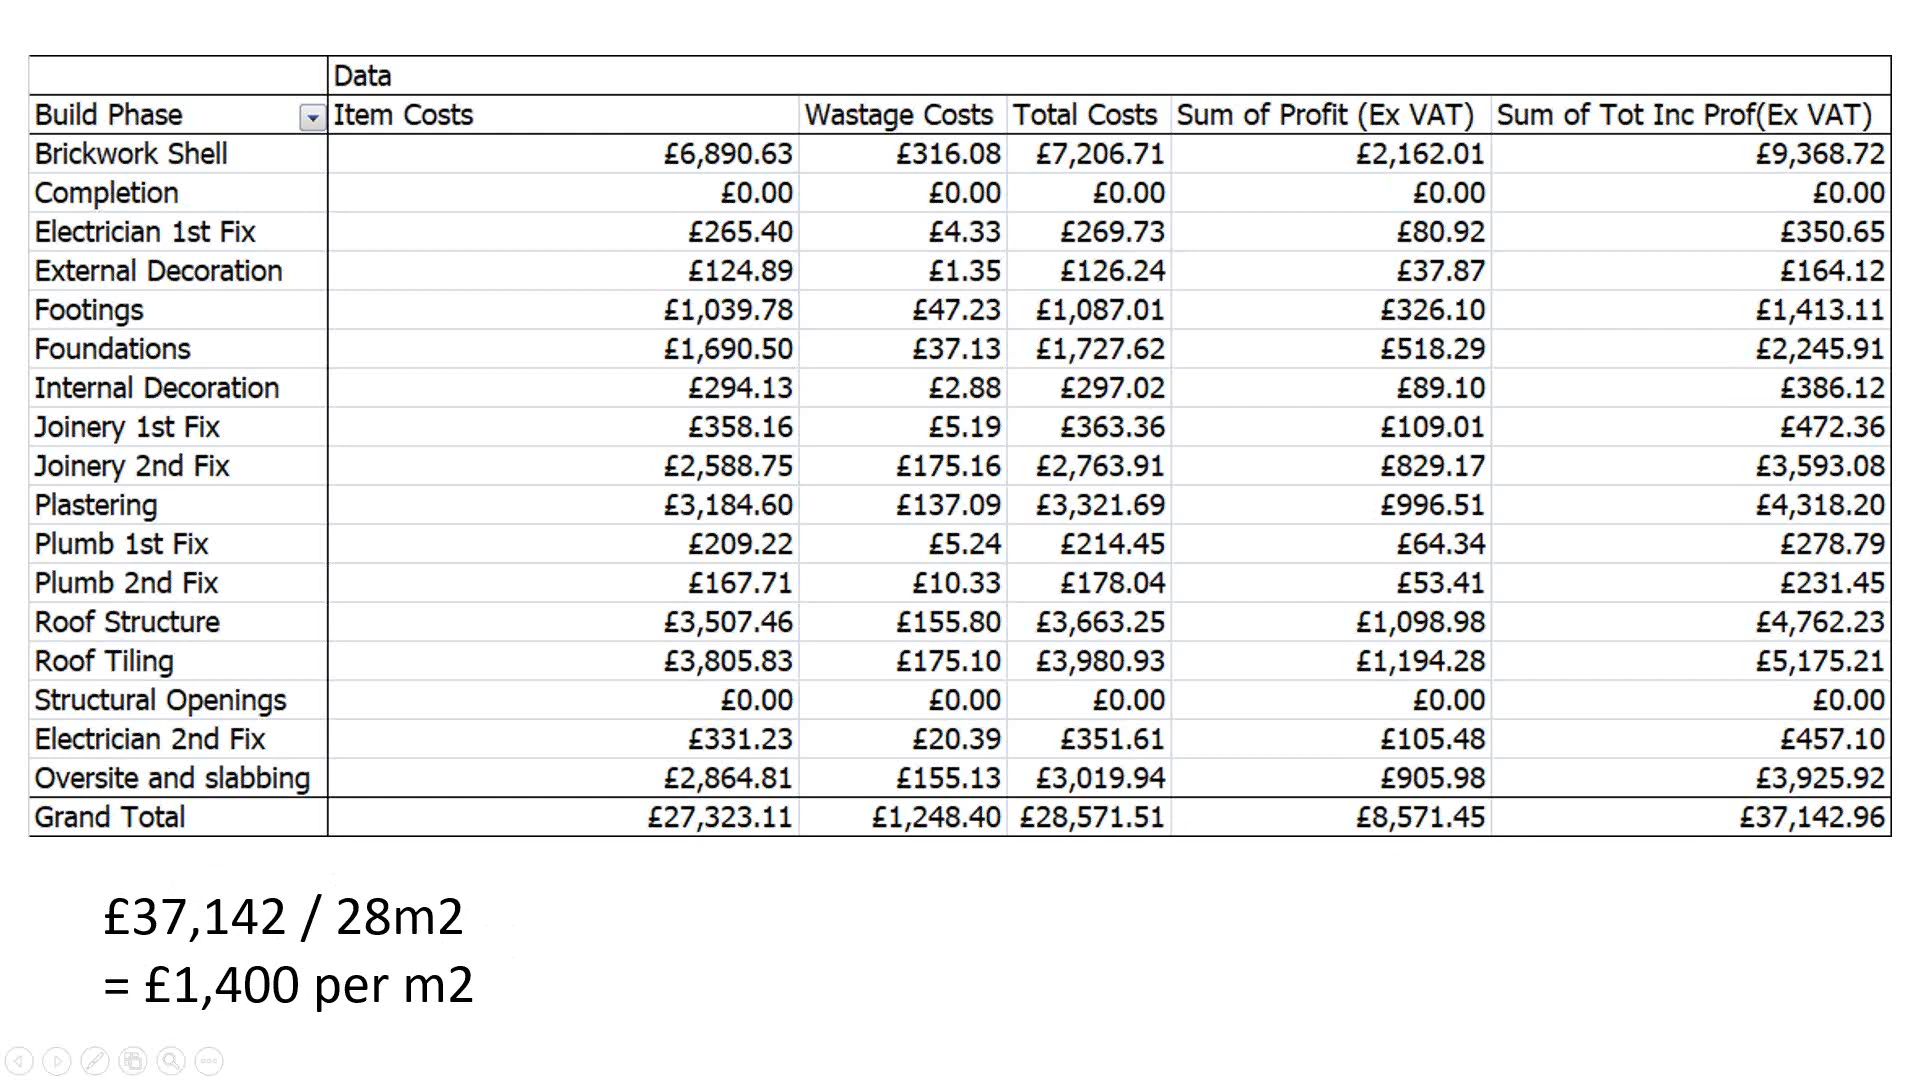 Data
Build Phase Item Costs Wastage Costs Total Costs Sum of Profit (Ex VAT) Sum of Tot Inc Prof(Ex VAT)
Brickwork Shell £6,890.63 £316.08 £7,206.71 £2,162.01 £9,368.72
Completion £0.00 £0.00 £0.00 £0.00 £0.00
Electrician 1st Fix £265.40 £4.33 £269.73 £80.92 £350.65
External Decoration £124.89 £1.35 £126.24 £37.87 £164.12
Footings £1,039.78 £47.23 £1,087.01 £326.10 £1,413.11
Foundations £1,690.50 £37.13 £1,727.62 £518.29 £2,245.91
Internal Decoration £294.13 £2.88 £297.02 £89.10 £386.12
Joinery 1st Fix £358.16 £5.19 £363.36 £109.01 £472.36
Joinery 2nd Fix £2,588.75 £175.16 £2,763.91 £829.17 £3,593.08
Plastering £3,184.60 £137.09 £3,321.69 £996.51 £4,318.20
Plumb 1st Fix £209.22 £5.24 £214.45 £64.34 £278.79
Plumb 2nd Fix £167.71 £10.33 £178.04 £53.41 £231.45
Roof Structure £3,507.46 £155.80 £3,663.25 £1,098.98 £4,762.23
Roof Tiling £3,805.83 £175.10 £3,980.93 £1,194.28 £5,175.21
Structural Openings £0.00 £0.00 £0.00 £0.00 £0.00
Electrician 2nd Fix £331.23 £20.39 £351.61 £105.48 £457.10
Oversite and slabbing £2,864.81 £155.13 £3,019.94 £905.98 £3,925.92
Grand Total £27,323.11 £1,248.40 £28,571.51 £8,571.45 £37,142.96
£37,142 / 28m2
= £1,400 per m2